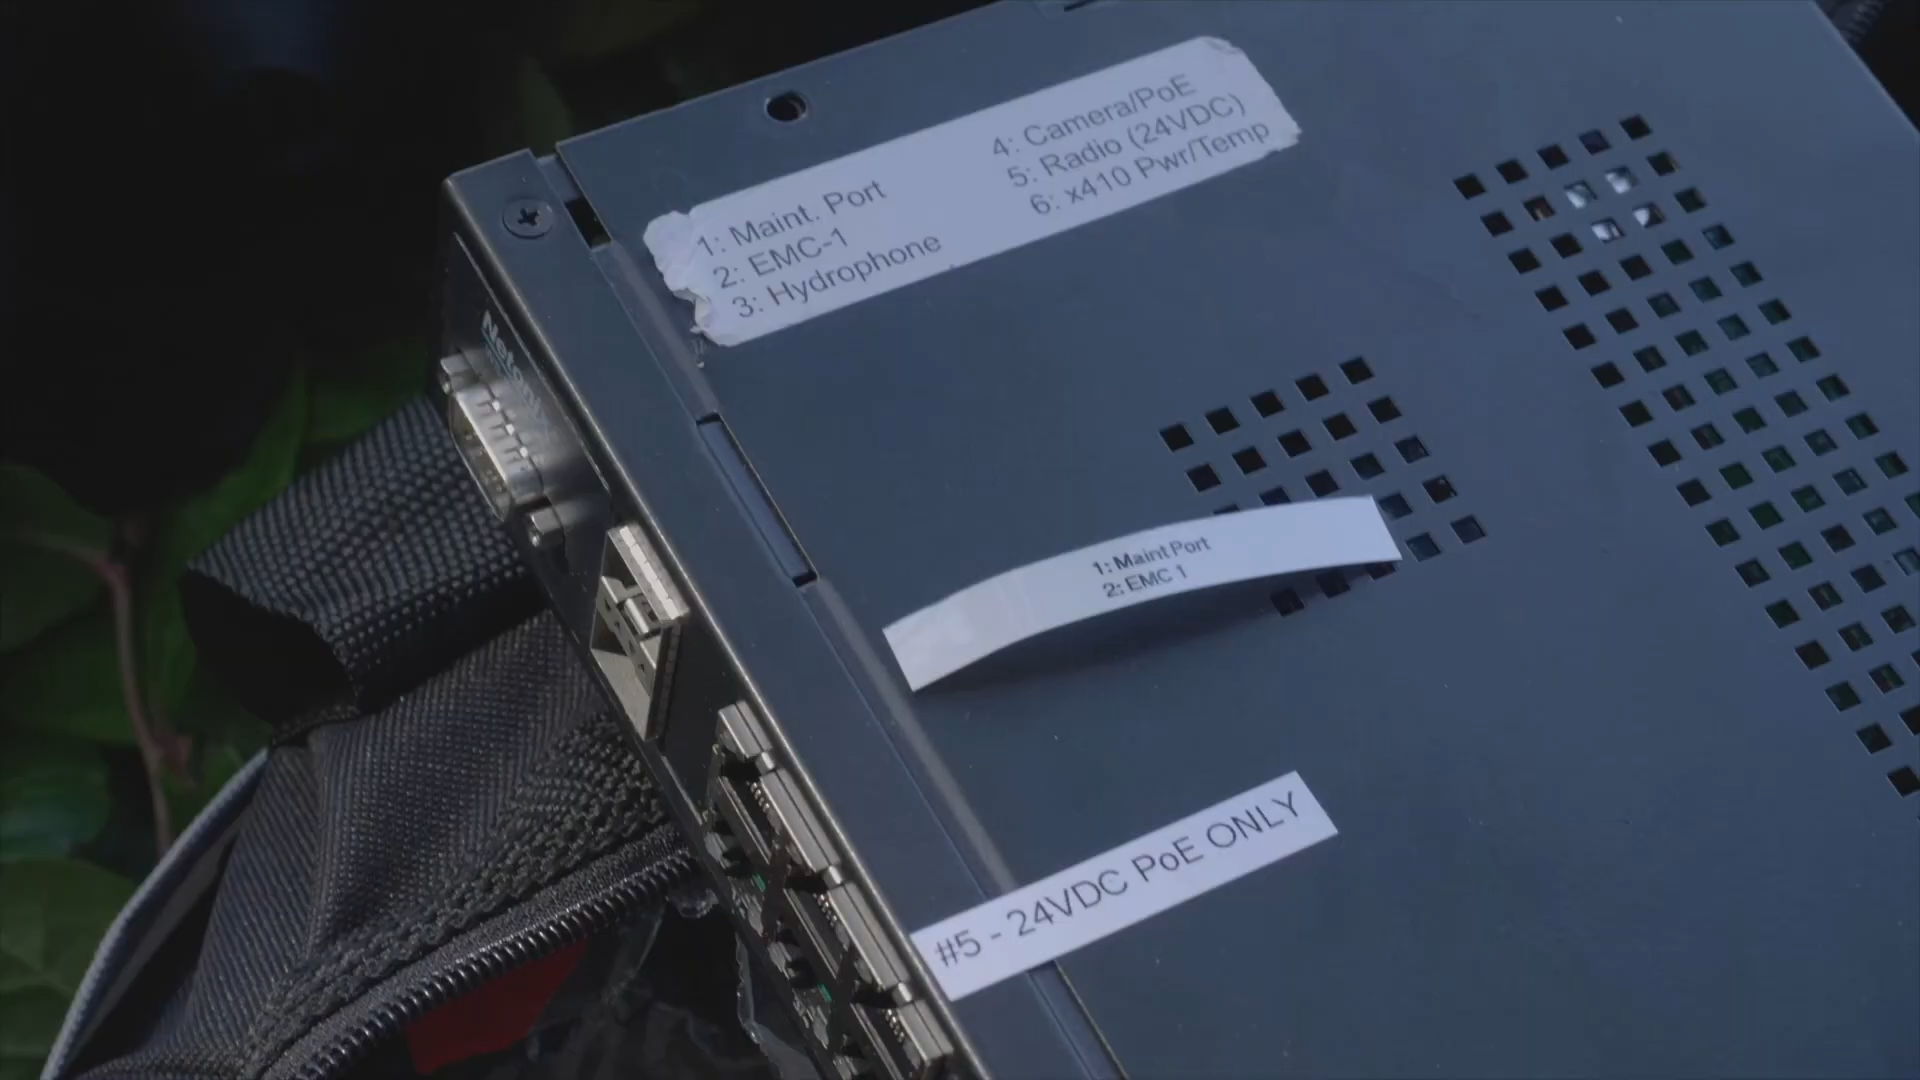 1: Maint. Port
2: EMC-1
3: Hydrophone
4: Camera/PoE
5: Radio (24VDC)
6: x410 Pwr/Temp
1: Maint Port
2: EMC 1
#5 - 24VDC PoE ONLY